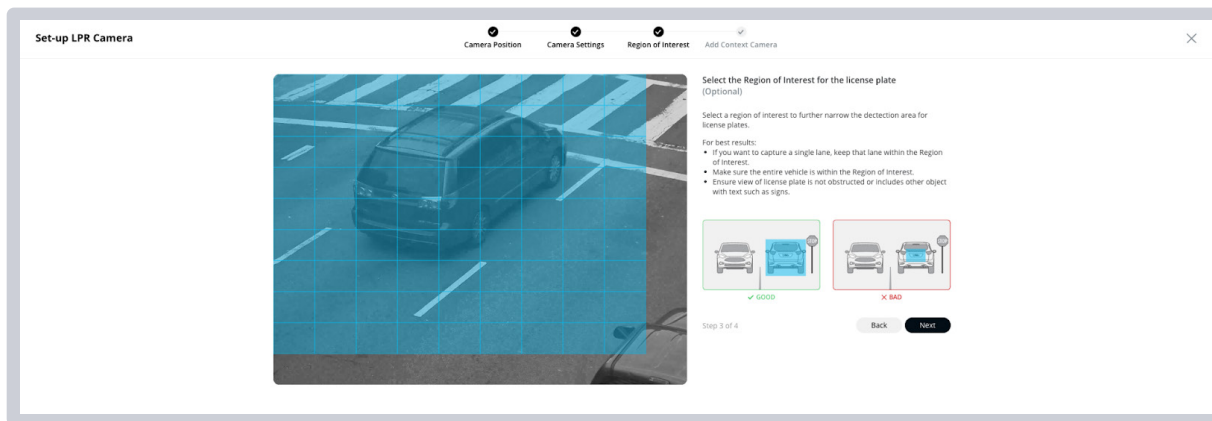 Set-up LPR Camera
Camera Position
Camera Settings
Region of Interest
Add Context Camera
Select the Region of Interest for the license plate
(Optional)
Select a region of interest to further narrow the dectection area for
license plates.
For best results:
• If you want to capture a single lane, keep that lane within the Region
of Interest.
• Make sure the entire vehicle is within the Region of Interest.
• Ensure view of license plate is not obstructed or includes other object
with text such as signs.
STOP
STOP
GOOD
BAD
Step 3 of 4
Back
Next